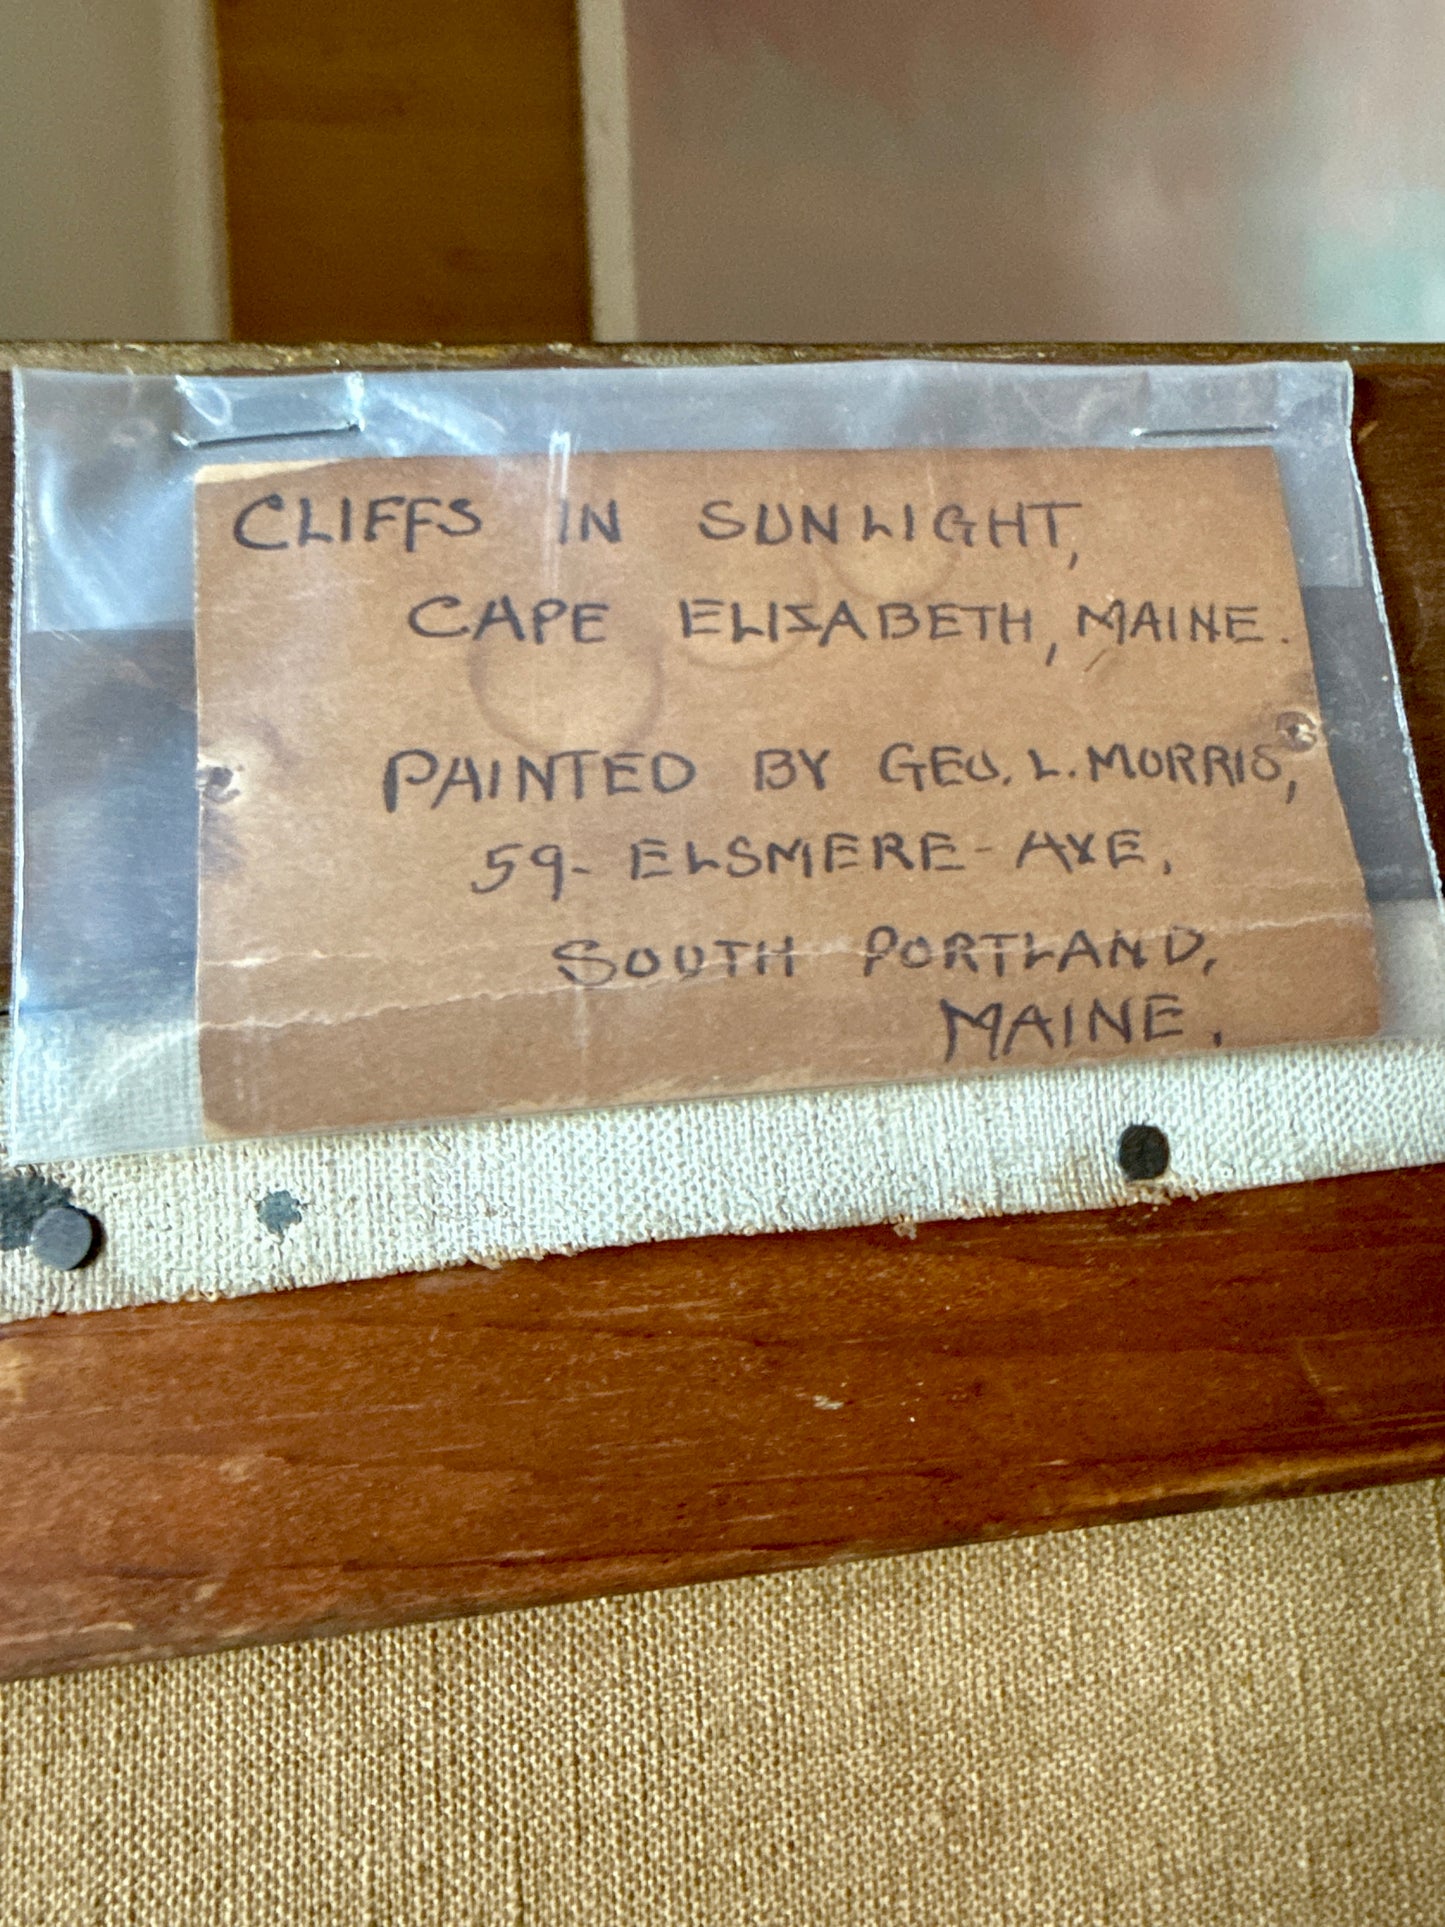 CLIFFS IN SUNLIGHT,
CAPE ELIZABETH, MAINE.
PAINTED BY GEO. L. MORRIS,
59- ELSMERE- AVE,
SOUTH PORTLAND,
MAINE.